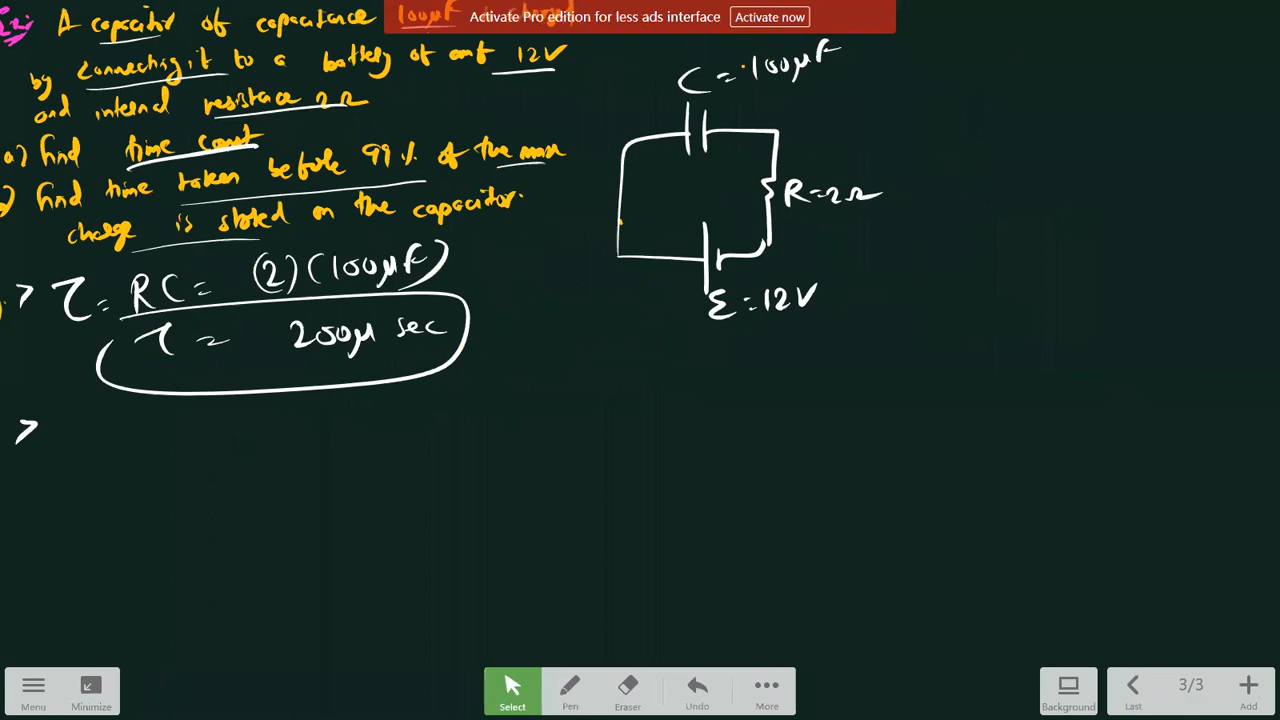 Activate Pro edition for less ads interface
Activate now
A capacitor of capacitance 100μF is charged
by connecting it to a battery of emf 12V
and internal resistance 2Ω
a) find time const
) find time taken before 99% of the max
charge is stored on the capacitor.
C = 100μF
R=2Ω
ε=12V
> τ = RC = (2)(100μF)
τ = 200μ sec
>
Menu
Minimize
Select
Pen
Eraser
Undo
More
Background
Last
3/3
Add